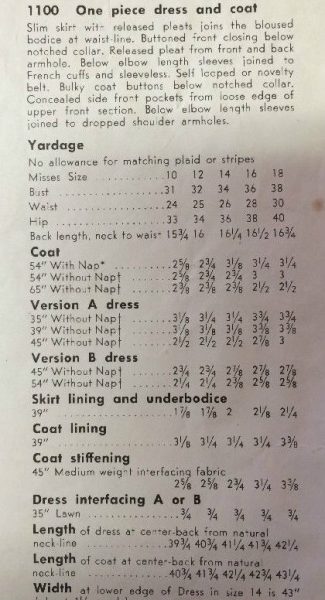 1100 One piece dress and coat
Slim skirt with released pleats joins the bloused
bodice at waist-line. Buttoned front closing below
notched collar. Released pleat from front and back
armhole. Below elbow length sleeves joined to
French cuffs and sleeveless. Self looped or novelty
belt. Bulky coat buttons below notched collar.
Concealed side front pockets from loose edge of
upper front section. Below elbow length sleeves
joined to dropped shoulder armholes.
Yardage
No allowance for matching plaid or stripes
Misses Size ............ 10 12 14 16 18
Bust .................. 31 32 34 36 38
Waist ................. 24 25 26 28 30
Hip ................... 33 34 36 38 40
Back length, neck to waist 15¾ 16 16¼ 16½ 16¾
Coat
54" With Nap* .......... 2⅝ 2¾ 3⅛ 3¼ 3¼
54" Without Nap† ....... 2⅝ 2¾ 2¾ 3 3
65" Without Nap† ....... 2⅜ 2⅜ 2⅜ 2½ 2½
Version A dress
35" Without Nap† ....... 3⅛ 3¼ 3¼ 3¾ 3¾
39" Without Nap† ....... 3⅛ 3⅛ 3⅛ 3⅜ 3⅜
45" Without Nap† ....... 2½ 2½ 2½ 2⅞ 3
Version B dress
45" Without Nap† ....... 2¾ 2¾ 2⅞ 2⅞ 2⅞
54" Without Nap† ....... 2¼ 2¼ 2⅜ 2⅝ 2⅝
Skirt lining and underbodice
39" ................... 1⅞ 1⅞ 2 2⅛ 2¼
Coat lining
39" ................... 3⅛ 3¼ 3¼ 3¼ 3⅜
Coat stiffening
45" Medium weight interfacing fabric
2⅝ 2⅝ 2¾ 3¼ 3⅜
Dress interfacing A or B
35" Lawn .............. ¾ ¾ ¾ ¾ ¾
Length of dress at center-back from natural
neck-line .............. 39¾ 40¾ 41¼ 41¾ 42¼
Length of coat at center-back from natural
neck-line .............. 40¾ 41¾ 42¼ 42¾ 43¼
Width at lower edge of Dress in size 14 is 43"